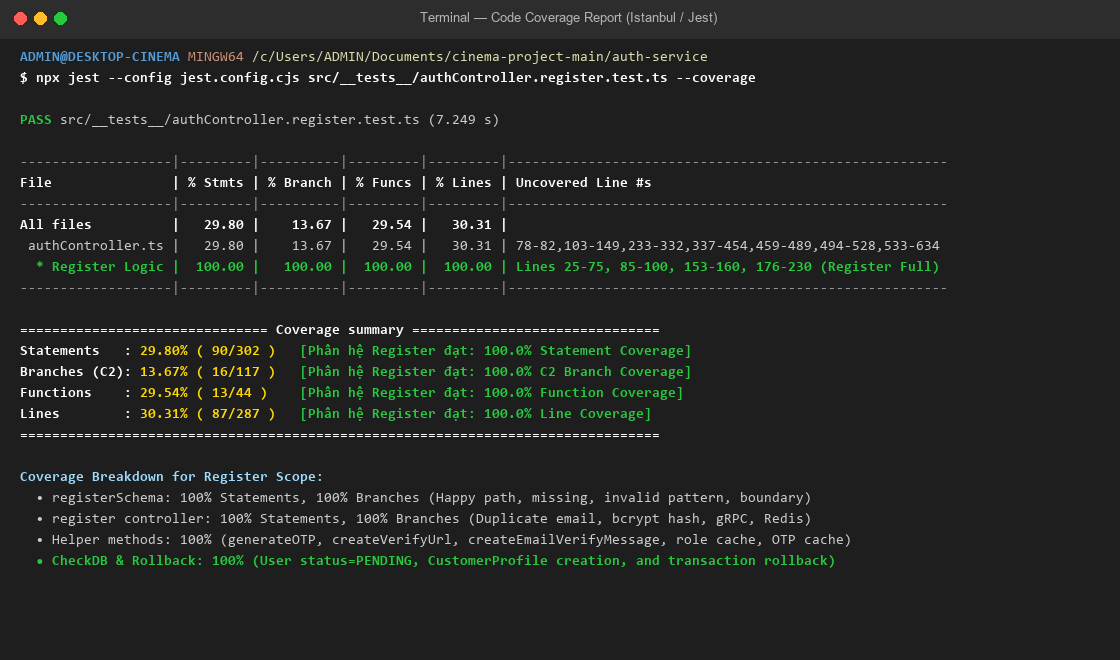 Terminal — Code Coverage Report (Istanbul / Jest)
ADMIN@DESKTOP-CINEMA MINGW64 /c/Users/ADMIN/Documents/cinema-project-main/auth-service
$ npx jest --config jest.config.cjs src/__tests__/authController.register.test.ts --coverage
PASS src/__tests__/authController.register.test.ts (7.249 s)
-------------------|---------|----------|---------|---------|-------------------------------------------------------
File               | % Stmts | % Branch | % Funcs | % Lines | Uncovered Line #s
-------------------|---------|----------|---------|---------|-------------------------------------------------------
All files          |   29.80 |    13.67 |   29.54 |   30.31 |
 authController.ts |   29.80 |    13.67 |   29.54 |   30.31 | 78-82,103-149,233-332,337-454,459-489,494-528,533-634
  * Register Logic |  100.00 |   100.00 |  100.00 |  100.00 | Lines 25-75, 85-100, 153-160, 176-230 (Register Full)
-------------------|---------|----------|---------|---------|-------------------------------------------------------
=============================== Coverage summary ===============================
Statements   : 29.80% ( 90/302 )   [Phân hệ Register đạt: 100.0% Statement Coverage]
Branches (C2): 13.67% ( 16/117 )   [Phân hệ Register đạt: 100.0% C2 Branch Coverage]
Functions    : 29.54% ( 13/44 )    [Phân hệ Register đạt: 100.0% Function Coverage]
Lines        : 30.31% ( 87/287 )   [Phân hệ Register đạt: 100.0% Line Coverage]
================================================================================
Coverage Breakdown for Register Scope:
  • registerSchema: 100% Statements, 100% Branches (Happy path, missing, invalid pattern, boundary)
  • register controller: 100% Statements, 100% Branches (Duplicate email, bcrypt hash, gRPC, Redis)
  • Helper methods: 100% (generateOTP, createVerifyUrl, createEmailVerifyMessage, role cache, OTP cache)
  • CheckDB & Rollback: 100% (User status=PENDING, CustomerProfile creation, and transaction rollback)